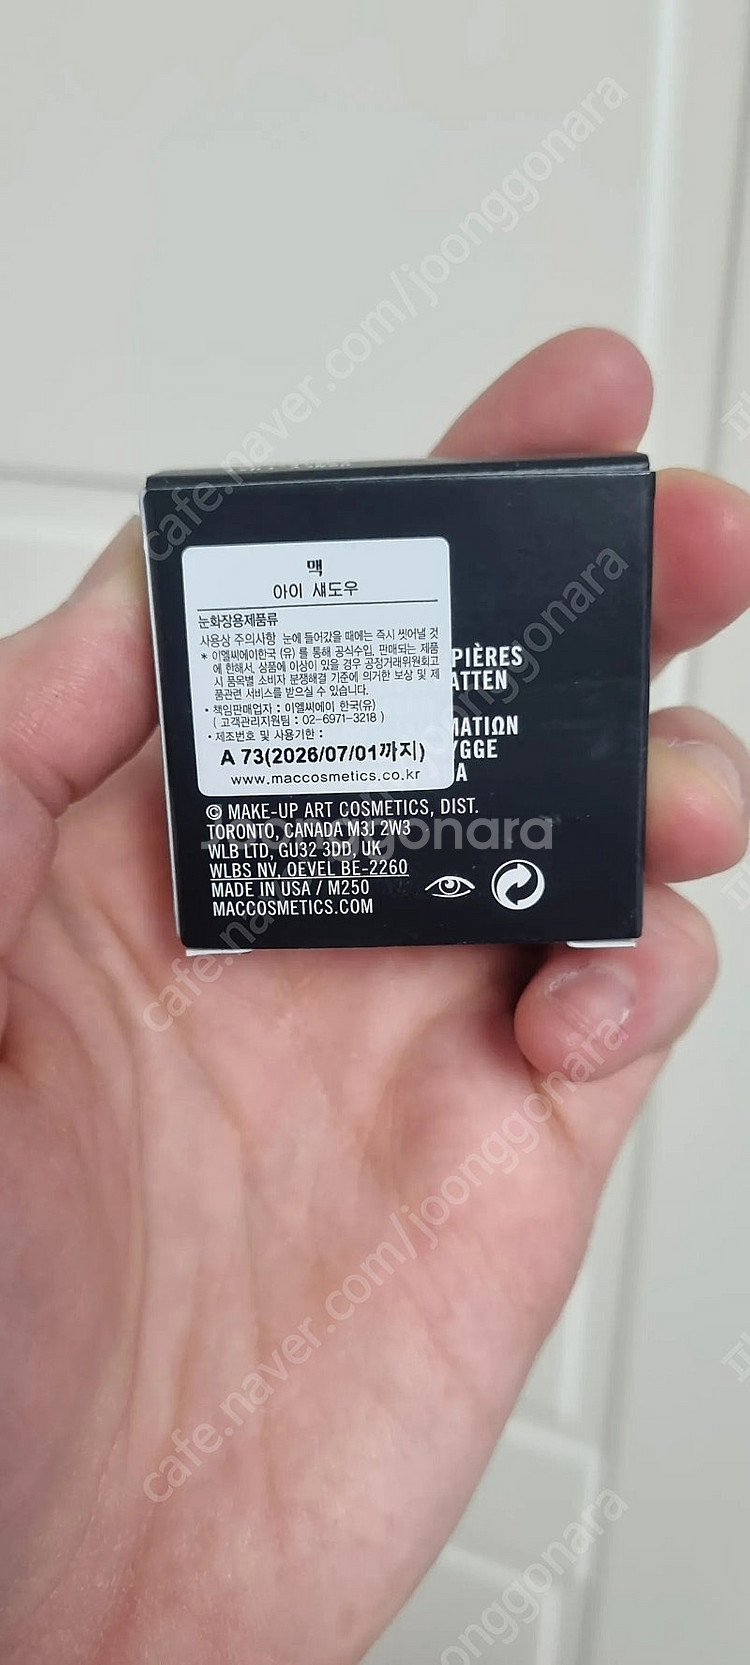 맥
아이 섀도우
눈화장용제품류
사용상 주의사항 눈에 들어갔을 때에는 즉시 씻어낼 것
* 이엘씨에이한국 (유) 를 통해 공식수입, 판매되는 제품
에 한해서, 상품에 이상이 있을 경우 공정거래위원회고
시 품목별 소비자 분쟁해결 기준에 의거한 보상 및 제
품관련 서비스를 받으실 수 있습니다.
• 책임판매업자 : 이엘씨에이 한국(유)
( 고객관리지원팀 : 02-6971-3218 )
• 제조번호 및 사용기한 :
A 73(2026/07/01까지)
www.maccosmetics.co.kr
PIÈRES
ATTEN
ΜΑΤΙΩΝ
YGGE
A
© MAKE-UP ART COSMETICS, DIST.
TORONTO, CANADA M3J 2W3
WLB LTD, GU32 3DD, UK
WLBS NV, OEVEL BE-2260
MADE IN USA / M250
MACCOSMETICS.COM
joonggonara
cafe.naver.com/joonggonara
cafe.naver.com/joonggonara
cafe.naver.com/joonggonara
joonggonara